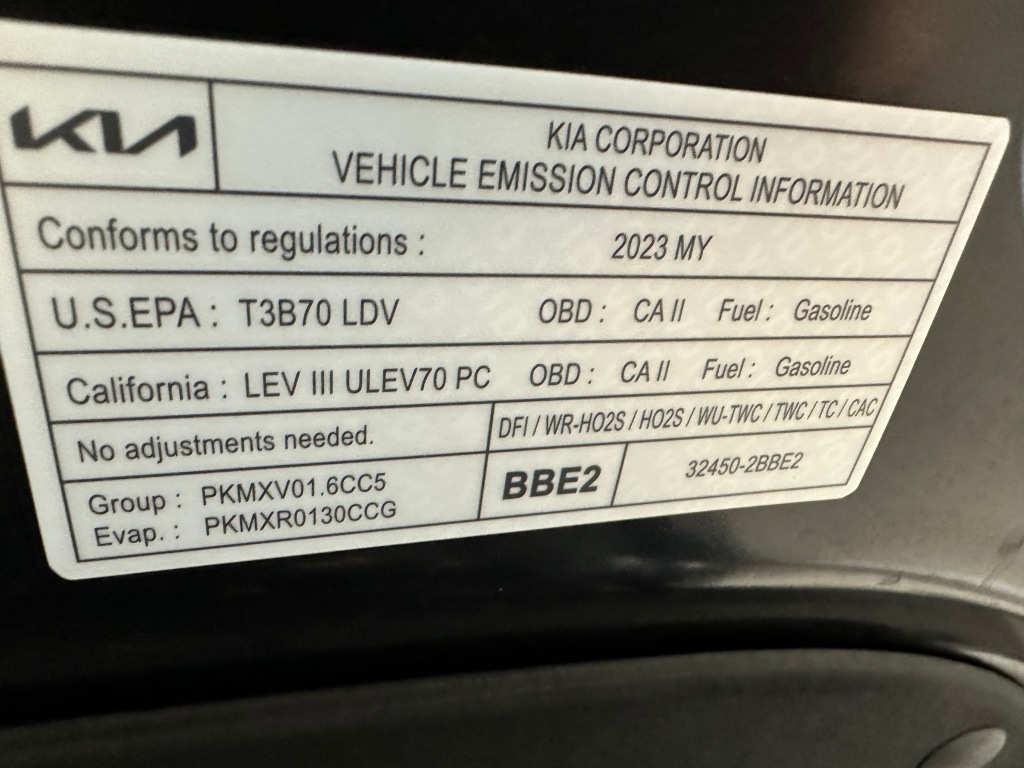 KIA
KIA CORPORATION
VEHICLE EMISSION CONTROL INFORMATION
Conforms to regulations : 2023 MY
U.S.EPA : T3B70 LDV OBD : CA II Fuel : Gasoline
California : LEV III ULEV70 PC OBD : CA II Fuel : Gasoline
No adjustments needed.
DFI / WR-HO2S / HO2S / WU-TWC / TWC / TC / CAC
Group : PKMXV01.6CC5
Evap. : PKMXR0130CCG
BBE2
32450-2BBE2